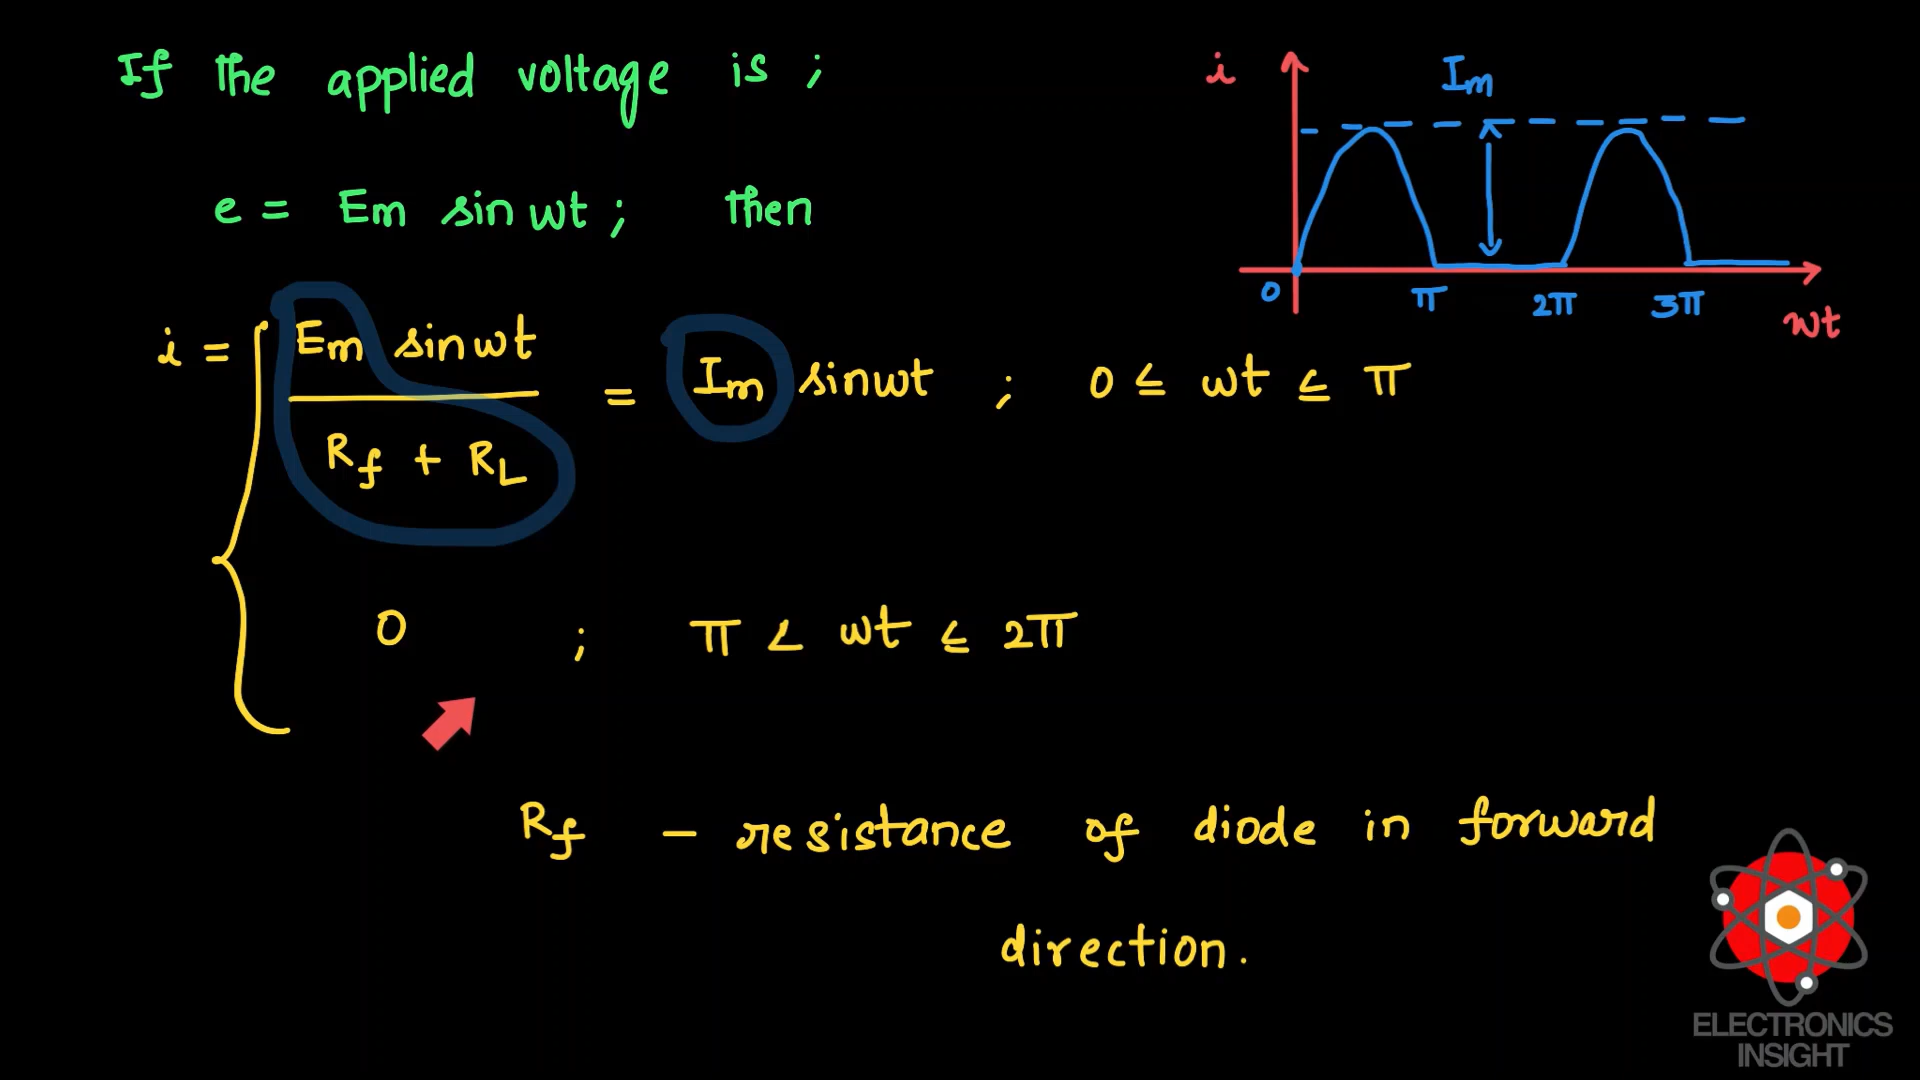 If the applied voltage is ;
e = Em sin wt ; then
i = { Em sin wt / Rf + RL = Im sin wt ; 0 ≤ wt ≤ π
0 ; π < wt ≤ 2π
Rf - resistance of diode in forward
direction.
i
Im
0 π 2π 3π
wt
ELECTRONICS
INSIGHT